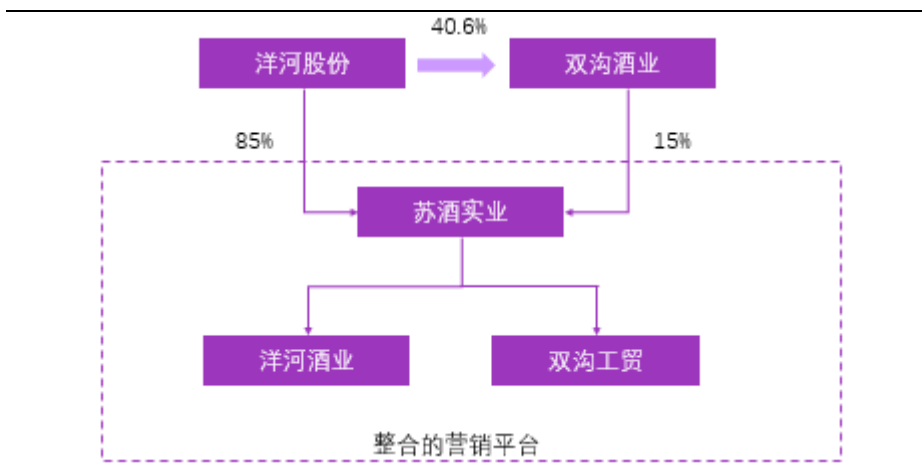 40.6%
洋河股份
双沟酒业
85%
15%
苏酒实业
洋河酒业
双沟工贸
整合的营销平台